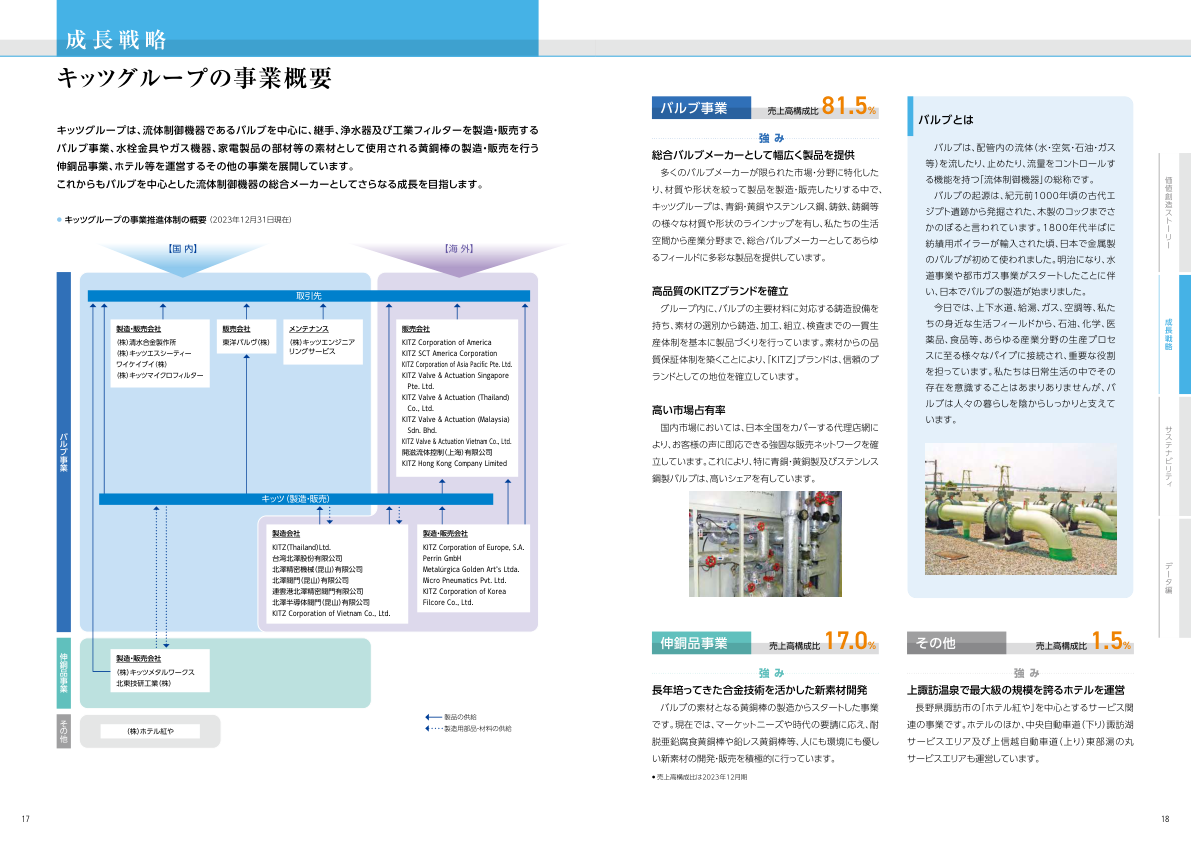 成長戦略
キッツグループの事業概要
キッツグループは、流体制御機器であるバルブを中心に、継手、浄水器及び工業フィルターを製造・販売する
バルブ事業、水栓金具やガス機器、家電製品の部材等の素材として使用される黄銅棒の製造・販売を行う
伸銅品事業、ホテル等を運営するその他の事業を展開しています。
これからもバルブを中心とした流体制御機器の総合メーカーとしてさらなる成長を目指します。
● キッツグループの事業推進体制の概要 (2023年12月31日現在)
【国 内】
【海 外】
バルブ事業
取引先
製造・販売会社
(株)清水合金製作所
(株)キッツエスシーティー
ワイケイブイ(株)
(株)キッツマイクロフィルター
販売会社
東洋バルヴ(株)
メンテナンス
(株)キッツエンジニア
リングサービス
販売会社
KITZ Corporation of America
KITZ SCT America Corporation
KITZ Corporation of Asia Pacific Pte. Ltd.
KITZ Valve & Actuation Singapore
Pte. Ltd.
KITZ Valve & Actuation (Thailand)
Co., Ltd.
KITZ Valve & Actuation (Malaysia)
Sdn. Bhd.
KITZ Valve & Actuation Vietnam Co., Ltd.
開滋流体控制(上海)有限公司
KITZ Hong Kong Company Limited
キッツ(製造・販売)
製造会社
KITZ(Thailand)Ltd.
台湾北澤股份有限公司
北澤精密機械(昆山)有限公司
北澤閥門(昆山)有限公司
連雲港北澤精密閥門有限公司
北澤半導体閥門(昆山)有限公司
KITZ Corporation of Vietnam Co., Ltd.
製造・販売会社
KITZ Corporation of Europe, S.A.
Perrin GmbH
Metalúrgica Golden Art's Ltda.
Micro Pneumatics Pvt. Ltd.
KITZ Corporation of Korea
Filcore Co., Ltd.
伸銅品事業
製造・販売会社
(株)キッツメタルワークス
北東技研工業(株)
その他
(株)ホテル紅や
製品の供給
製造用部品・材料の供給
17
バルブ事業
売上高構成比 81.5%
強 み
総合バルブメーカーとして幅広く製品を提供
多くのバルブメーカーが限られた市場・分野に特化した
り、材質や形状を絞って製品を製造・販売したりする中で、
キッツグループは、青銅・黄銅やステンレス鋼、鋳鉄、鋳鋼等
の様々な材質や形状のラインナップを有し、私たちの生活
空間から産業分野まで、総合バルブメーカーとしてあらゆ
るフィールドに多彩な製品を提供しています。
高品質のKITZブランドを確立
グループ内に、バルブの主要材料に対応する鋳造設備を
持ち、素材の選別から鋳造、加工、組立、検査までの一貫生
産体制を基本に製品づくりを行っています。素材からの品
質保証体制を築くことにより、「KITZ」ブランドは、信頼のブ
ランドとしての地位を確立しています。
高い市場占有率
国内市場においては、日本全国をカバーする代理店網に
より、お客様の声に即応できる強固な販売ネットワークを確
立しています。これにより、特に青銅・黄銅製及びステンレス
鋼製バルブは、高いシェアを有しています。
バルブとは
バルブは、配管内の流体(水・空気・石油・ガス
等)を流したり、止めたり、流量をコントロールす
る機能を持つ「流体制御機器」の総称です。
バルブの起源は、紀元前1000年頃の古代エ
ジプト遺跡から発掘された、木製のコックまでさ
かのぼると言われています。1800年代半ばに
紡績用ボイラーが輸入された頃、日本で金属製
のバルブが初めて使われました。明治になり、水
道事業や都市ガス事業がスタートしたことに伴
い、日本でバルブの製造が始まりました。
今日では、上下水道、給湯、ガス、空調等、私た
ちの身近な生活フィールドから、石油、化学、医
薬品、食品等、あらゆる産業分野の生産プロセ
スに至る様々なパイプに接続され、重要な役割
を担っています。私たちは日常生活の中でその
存在を意識することはあまりありませんが、バ
ルブは人々の暮らしを陰からしっかりと支えて
います。
伸銅品事業
売上高構成比 17.0%
強 み
長年培ってきた合金技術を活かした新素材開発
バルブの素材となる黄銅棒の製造からスタートした事業
です。現在では、マーケットニーズや時代の要請に応え、耐
脱亜鉛腐食黄銅棒や鉛レス黄銅棒等、人にも環境にも優し
い新素材の開発・販売を積極的に行っています。
● 売上高構成比は2023年12月期
その他
売上高構成比 1.5%
強 み
上諏訪温泉で最大級の規模を誇るホテルを運営
長野県諏訪市の「ホテル紅や」を中心とするサービス関
連の事業です。ホテルのほか、中央自動車道(下り)諏訪湖
サービスエリア及び上信越自動車道(上り)東部湯の丸
サービスエリアも運営しています。
価値創造ストーリー
成長戦略
サステナビリティ
データ編
18